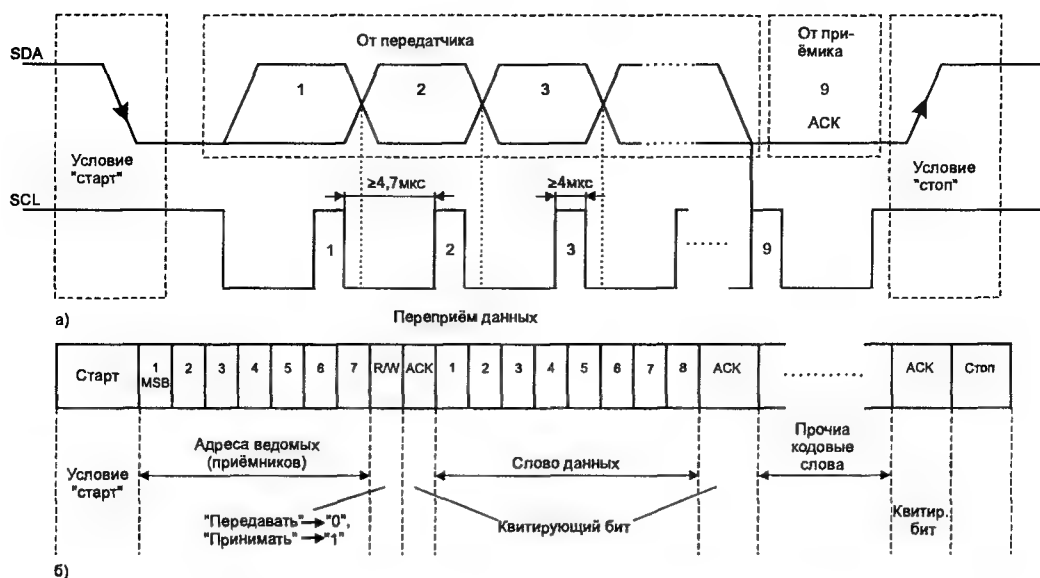 SDA
От передатчика
От при-
ёмика
1
2
3
9
ACK
Условие
"старт"
Условие
"стоп"
SCL
≥4,7мкс
≥4мкс
1
2
3
9
а)
Переприём данных
Старт
1
MSB
2
3
4
5
6
7
R/W
ACK
1
2
3
4
5
6
7
8
ACK
ACK
Стоп
Условие
"старт"
Адреса ведомых
(приёмников)
Слово данных
Прочиа
кодовые
слова
"Передавать"→"0",
"Принимать"→"1"
Квитирующий бит
Квитир.
бит
б)